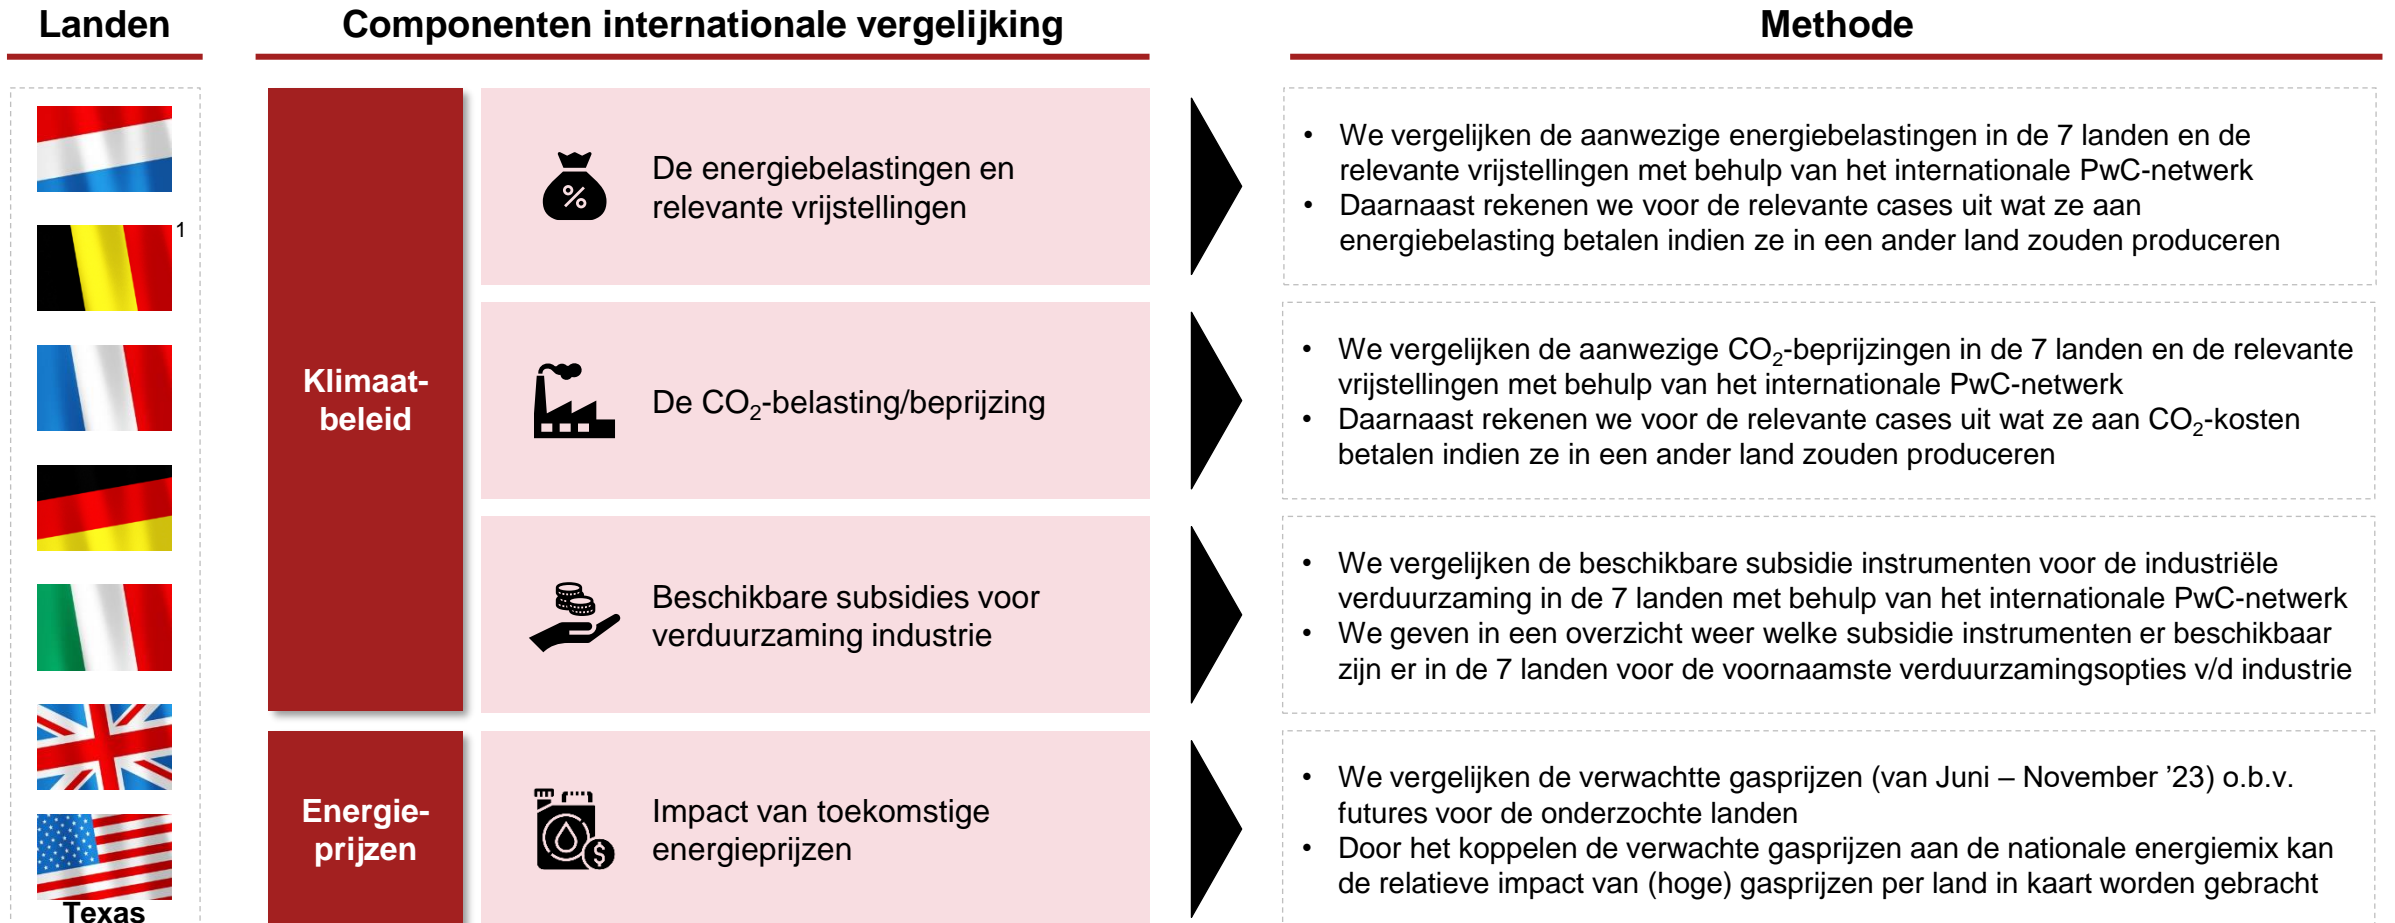 Landen
Componenten internationale vergelijking
Methode
1
Texas
Klimaat-
beleid
De energiebelastingen en
relevante vrijstellingen
• We vergelijken de aanwezige energiebelastingen in de 7 landen en de
relevante vrijstellingen met behulp van het internationale PwC-netwerk
• Daarnaast rekenen we voor de relevante cases uit wat ze aan
energiebelasting betalen indien ze in een ander land zouden produceren
De CO₂-belasting/beprijzing
• We vergelijken de aanwezige CO₂-beprijzingen in de 7 landen en de relevante
vrijstellingen met behulp van het internationale PwC-netwerk
• Daarnaast rekenen we voor de relevante cases uit wat ze aan CO₂-kosten
betalen indien ze in een ander land zouden produceren
Beschikbare subsidies voor
verduurzaming industrie
• We vergelijken de beschikbare subsidie instrumenten voor de industriële
verduurzaming in de 7 landen met behulp van het internationale PwC-netwerk
• We geven in een overzicht weer welke subsidie instrumenten er beschikbaar
zijn er in de 7 landen voor de voornaamste verduurzamingsopties v/d industrie
Energie-
prijzen
Impact van toekomstige
energieprijzen
• We vergelijken de verwachtte gasprijzen (van Juni – November ’23) o.b.v.
futures voor de onderzochte landen
• Door het koppelen de verwachte gasprijzen aan de nationale energiemix kan
de relatieve impact van (hoge) gasprijzen per land in kaart worden gebracht